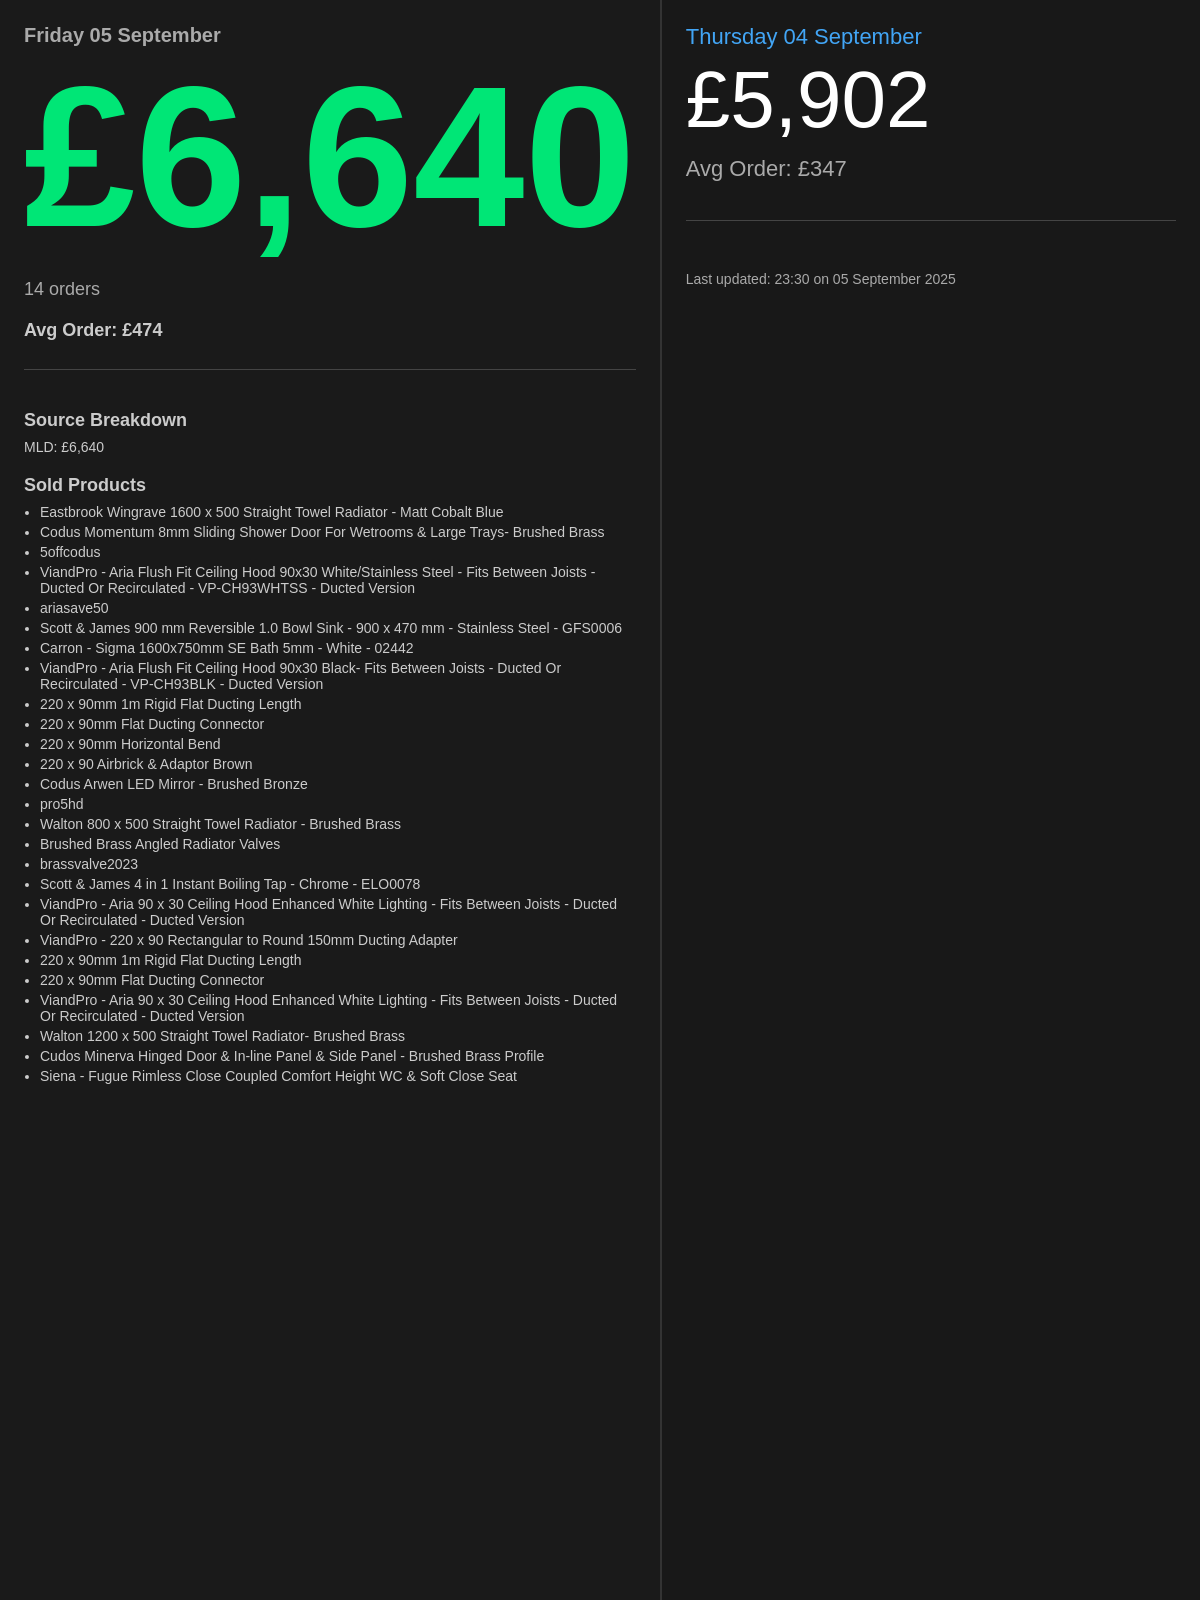 Friday 05 September
£6,640
14 orders
Avg Order: £474
Source Breakdown
MLD: £6,640
Sold Products
• Eastbrook Wingrave 1600 x 500 Straight Towel Radiator - Matt Cobalt Blue
• Codus Momentum 8mm Sliding Shower Door For Wetrooms & Large Trays- Brushed Brass
• 5offcodus
• ViandPro - Aria Flush Fit Ceiling Hood 90x30 White/Stainless Steel - Fits Between Joists -
Ducted Or Recirculated - VP-CH93WHTSS - Ducted Version
• ariasave50
• Scott & James 900 mm Reversible 1.0 Bowl Sink - 900 x 470 mm - Stainless Steel - GFS0006
• Carron - Sigma 1600x750mm SE Bath 5mm - White - 02442
• ViandPro - Aria Flush Fit Ceiling Hood 90x30 Black- Fits Between Joists - Ducted Or
Recirculated - VP-CH93BLK - Ducted Version
• 220 x 90mm 1m Rigid Flat Ducting Length
• 220 x 90mm Flat Ducting Connector
• 220 x 90mm Horizontal Bend
• 220 x 90 Airbrick & Adaptor Brown
• Codus Arwen LED Mirror - Brushed Bronze
• pro5hd
• Walton 800 x 500 Straight Towel Radiator - Brushed Brass
• Brushed Brass Angled Radiator Valves
• brassvalve2023
• Scott & James 4 in 1 Instant Boiling Tap - Chrome - ELO0078
• ViandPro - Aria 90 x 30 Ceiling Hood Enhanced White Lighting - Fits Between Joists - Ducted
Or Recirculated - Ducted Version
• ViandPro - 220 x 90 Rectangular to Round 150mm Ducting Adapter
• 220 x 90mm 1m Rigid Flat Ducting Length
• 220 x 90mm Flat Ducting Connector
• ViandPro - Aria 90 x 30 Ceiling Hood Enhanced White Lighting - Fits Between Joists - Ducted
Or Recirculated - Ducted Version
• Walton 1200 x 500 Straight Towel Radiator- Brushed Brass
• Cudos Minerva Hinged Door & In-line Panel & Side Panel - Brushed Brass Profile
• Siena - Fugue Rimless Close Coupled Comfort Height WC & Soft Close Seat
Thursday 04 September
£5,902
Avg Order: £347
Last updated: 23:30 on 05 September 2025